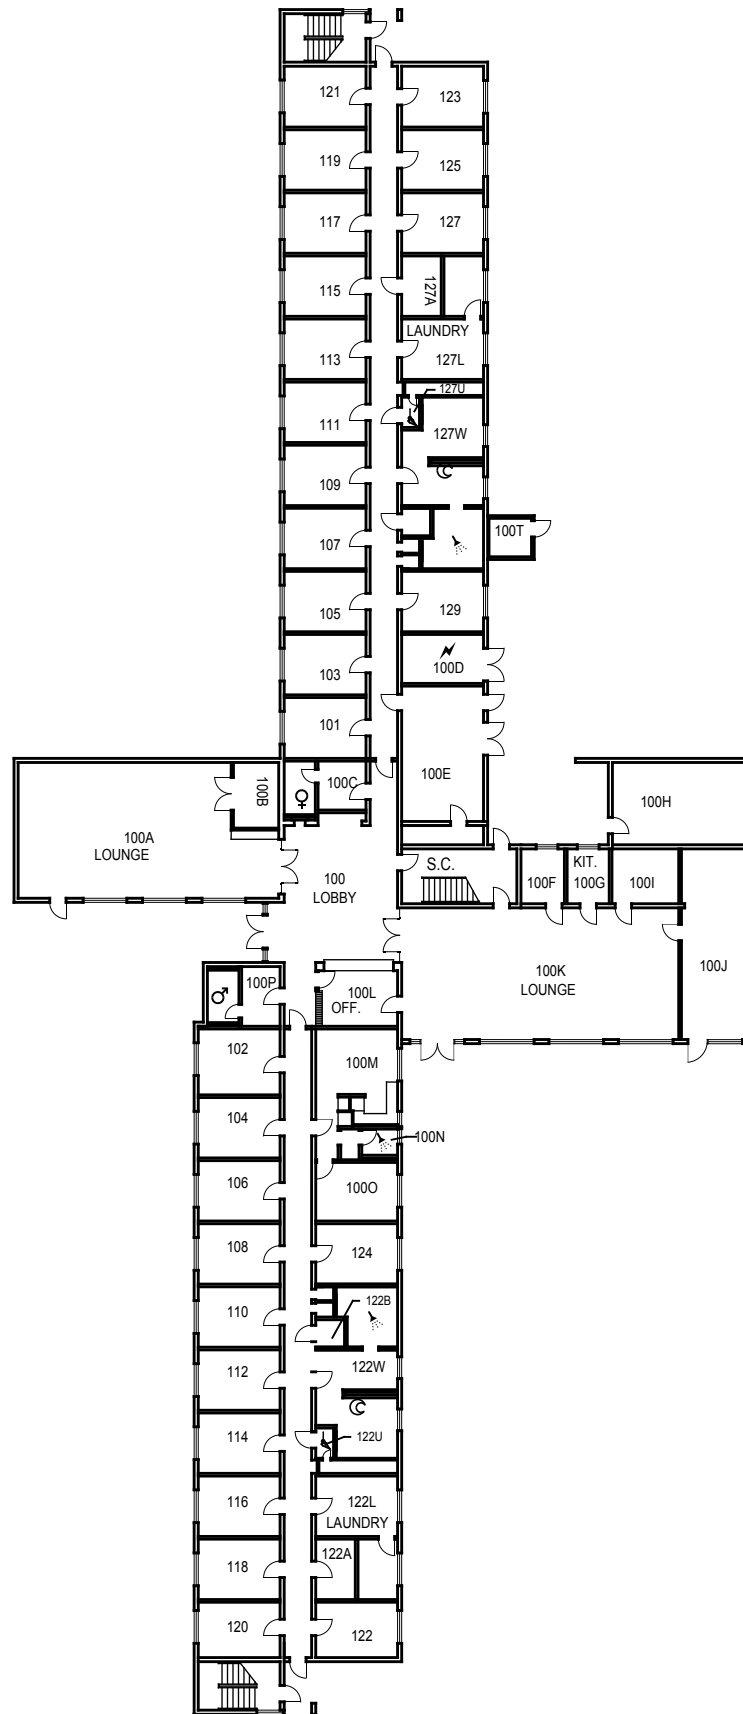 121
123
119
125
117
127
115
127A
LAUNDRY
113
127L
127U
111
127W
109
100T
107
105
129
103
100D
101
100E
100C
100B
100H
100A
LOUNGE
100
LOBBY
S.C.
100F
KIT.
100G
100I
100P
100L
OFF.
100K
LOUNGE
100J
102
100M
104
100N
106
100O
108
124
110
122B
112
122W
114
122U
116
122L
LAUNDRY
118
122A
120
122